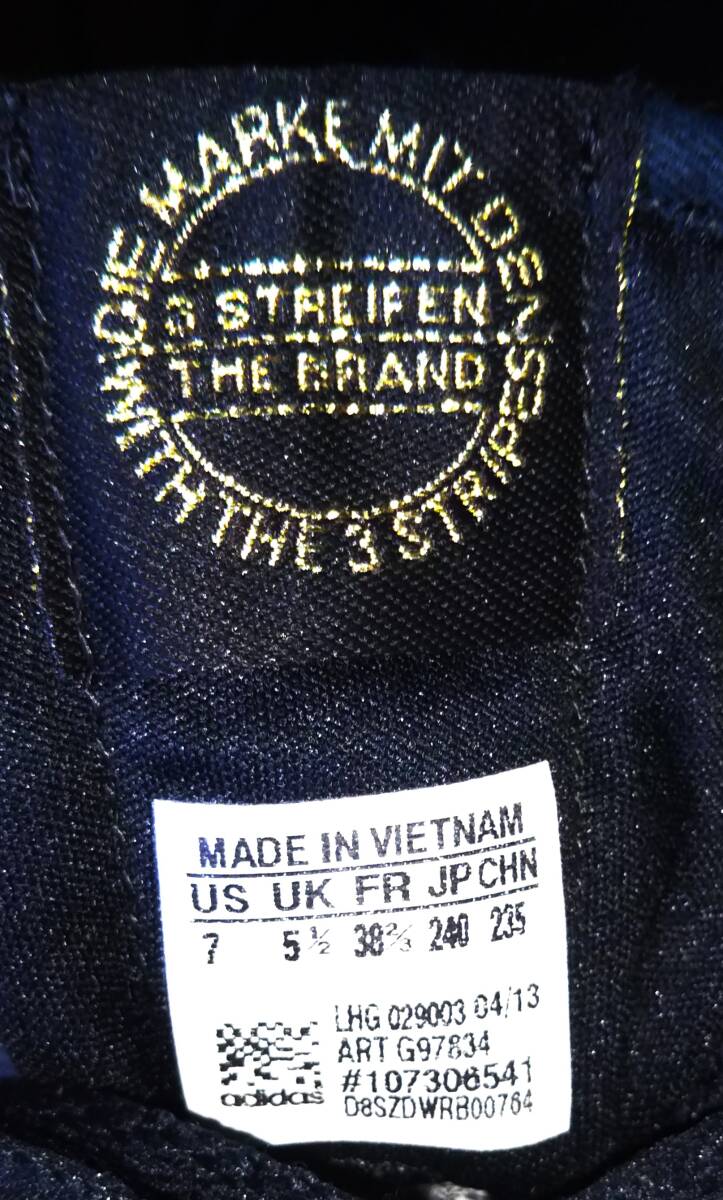 DIE MARKE MIT DEN
3 STREIFEN
THE BRAND
WITH THE 3 STRIPES
MADE IN VIETNAM
US UK FR JP CHN
7 5½ 38⅔ 240 235
LHG 029003 04/13
ART G97834
#107306541
adidas D8SZDWRB00764